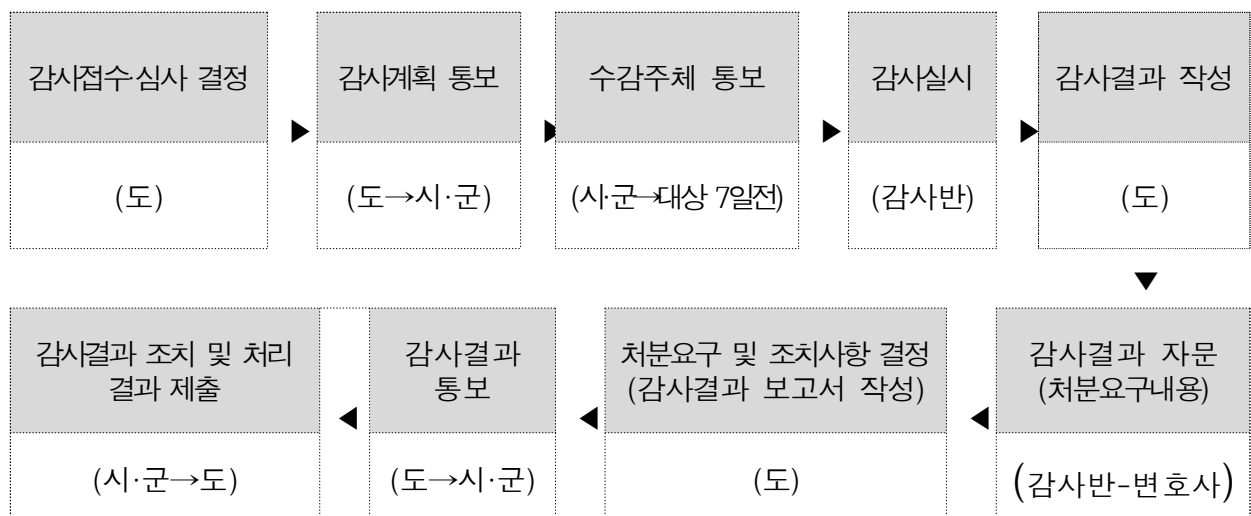 감사접수·심사 결정
(도)
▶
감사계획 통보
(도→시·군)
▶
수감주체 통보
(시·군→대상 7일전)
▶
감사실시
(감사반)
▶
감사결과 작성
(도)
▼
감사결과 자문
(처분요구내용)
(감사반-변호사)
◀
처분요구 및 조치사항 결정
(감사결과 보고서 작성)
(도)
◀
감사결과
통보
(도→시·군)
◀
감사결과 조치 및 처리
결과 제출
(시·군→도)